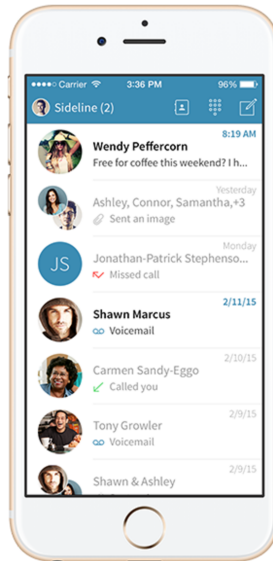 Carrier 3:36 PM 96%
Sideline (2)
8:19 AM
Wendy Peffercorn
Free for coffee this weekend? I h...
Yesterday
Ashley, Connor, Samantha,+3
Sent an image
Monday
JS
Jonathan-Patrick Stephenso...
Missed call
2/11/15
Shawn Marcus
Voicemail
2/10/15
Carmen Sandy-Eggo
Called you
2/9/15
Tony Growler
Voicemail
2/9/15
Shawn & Ashley